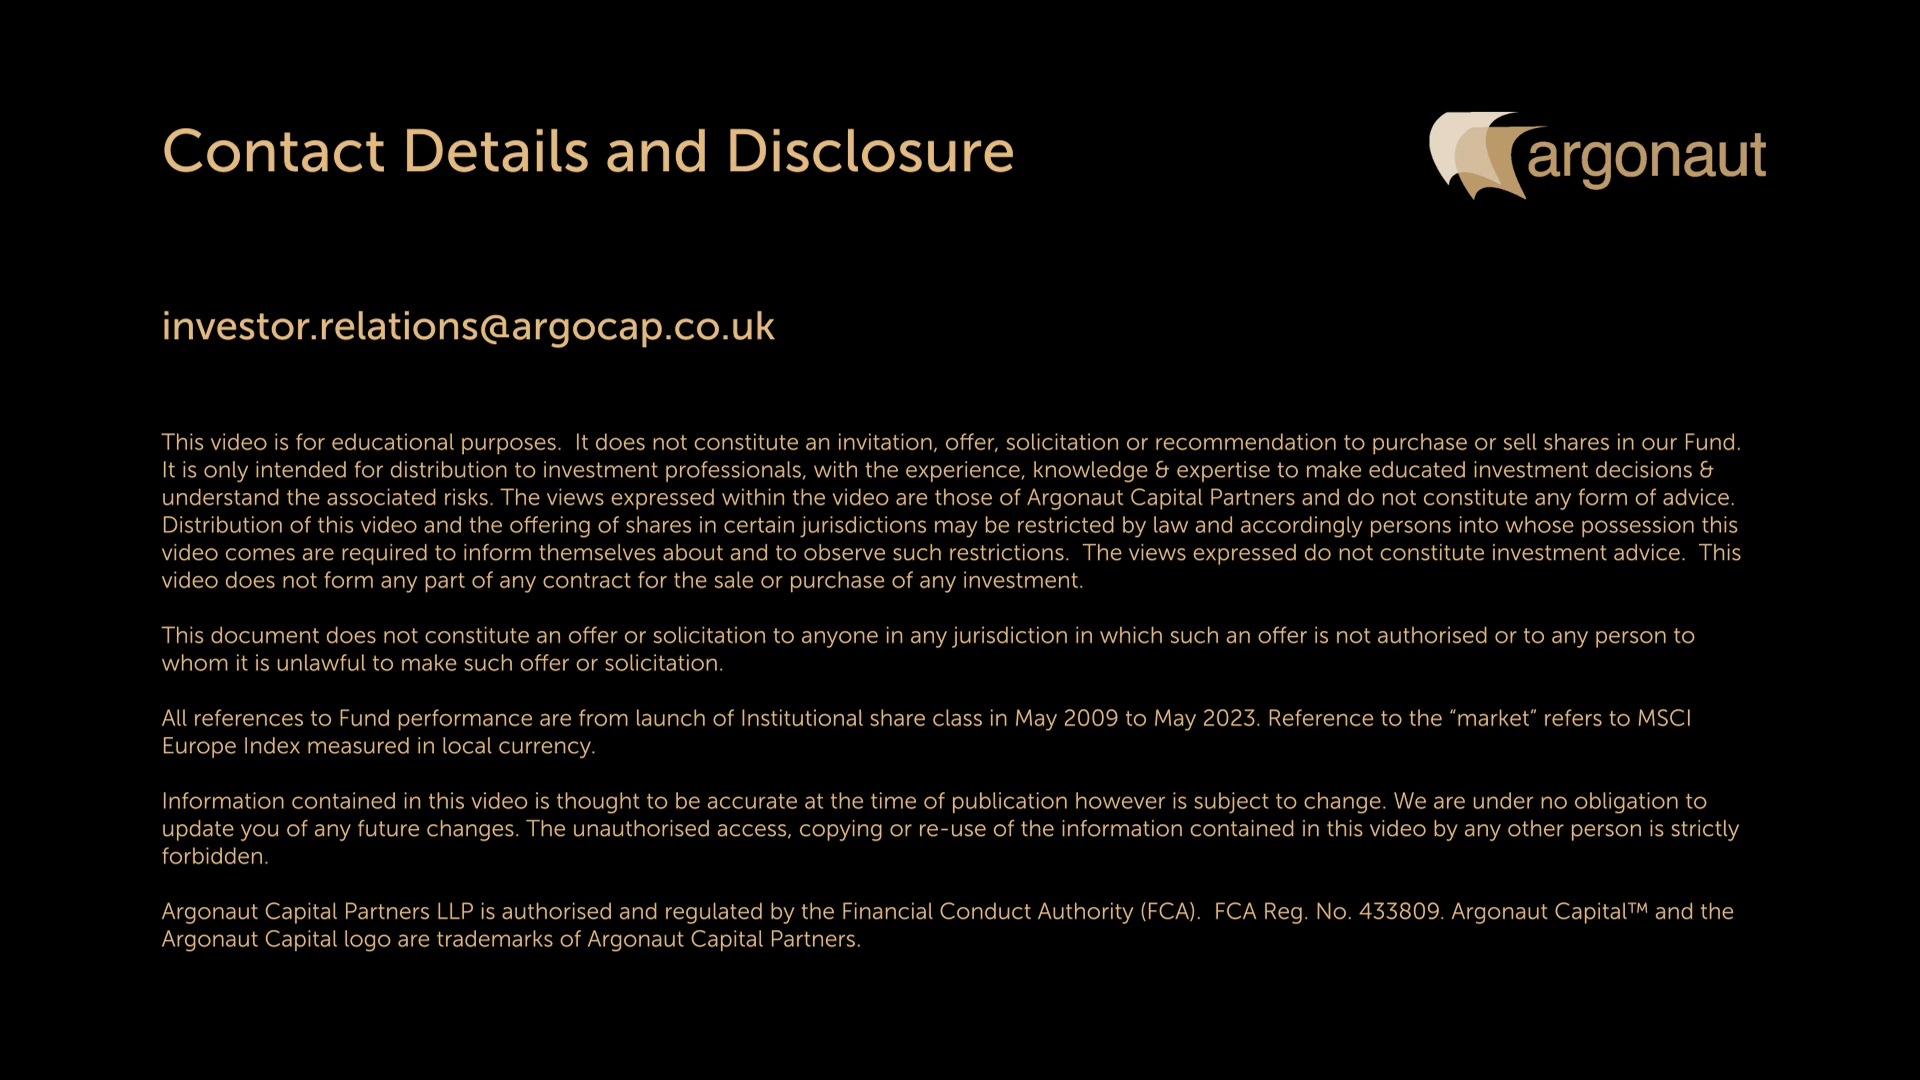 Contact Details and Disclosure
argonaut
investor.relations@argocap.co.uk
This video is for educational purposes.  It does not constitute an invitation, offer, solicitation or recommendation to purchase or sell shares in our Fund.
It is only intended for distribution to investment professionals, with the experience, knowledge & expertise to make educated investment decisions &
understand the associated risks. The views expressed within the video are those of Argonaut Capital Partners and do not constitute any form of advice.
Distribution of this video and the offering of shares in certain jurisdictions may be restricted by law and accordingly persons into whose possession this
video comes are required to inform themselves about and to observe such restrictions.  The views expressed do not constitute investment advice.  This
video does not form any part of any contract for the sale or purchase of any investment.
This document does not constitute an offer or solicitation to anyone in any jurisdiction in which such an offer is not authorised or to any person to
whom it is unlawful to make such offer or solicitation.
All references to Fund performance are from launch of Institutional share class in May 2009 to May 2023. Reference to the “market” refers to MSCI
Europe Index measured in local currency.
Information contained in this video is thought to be accurate at the time of publication however is subject to change. We are under no obligation to
update you of any future changes. The unauthorised access, copying or re-use of the information contained in this video by any other person is strictly
forbidden.
Argonaut Capital Partners LLP is authorised and regulated by the Financial Conduct Authority (FCA).  FCA Reg. No. 433809. Argonaut Capital™ and the
Argonaut Capital logo are trademarks of Argonaut Capital Partners.